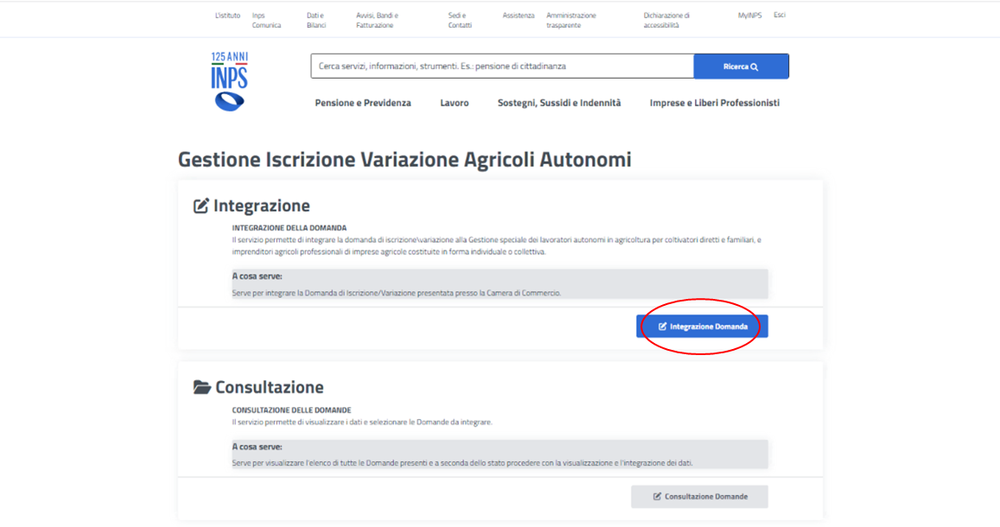 L'istituto Inps Dati e Avvisi, Bandi e Sedi e Assistenza Amministrazione Dichiarazione di MyINPS Esci
Comunica Bilanci Fatturazione Contatti trasparente accessibilità
125 ANNI
INPS
Cerca servizi, informazioni, strumenti. Es.: pensione di cittadinanza
Ricerca
Pensione e Previdenza Lavoro Sostegni, Sussidi e Indennità Imprese e Liberi Professionisti
Gestione Iscrizione Variazione Agricoli Autonomi
Integrazione
INTEGRAZIONE DELLA DOMANDA
Il servizio permette di integrare la domanda di iscrizione\variazione alla Gestione speciale dei lavoratori autonomi in agricoltura per coltivatori diretti e familiari, e
imprenditori agricoli professionali di imprese agricole costituite in forma individuale o collettiva.
A cosa serve:
Serve per integrare la Domanda di Iscrizione/Variazione presentata presso la Camera di Commercio.
Integrazione Domanda
Consultazione
CONSULTAZIONE DELLE DOMANDE
Il servizio permette di visualizzare i dati e selezionare le Domande da integrare.
A cosa serve:
Serve per visualizzare l'elenco di tutte le Domande presenti e a seconda dello stato procedere con la visualizzazione e l'integrazione dei dati.
Consultazione Domande